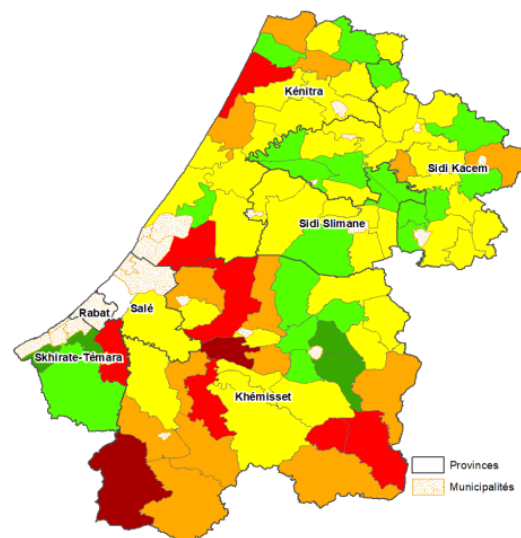 Kénitra
Sidi Kacem
Sidi Slimane
Rabat
Salé
Skhirate-Témara
Khémisset
Provinces
Municipalités